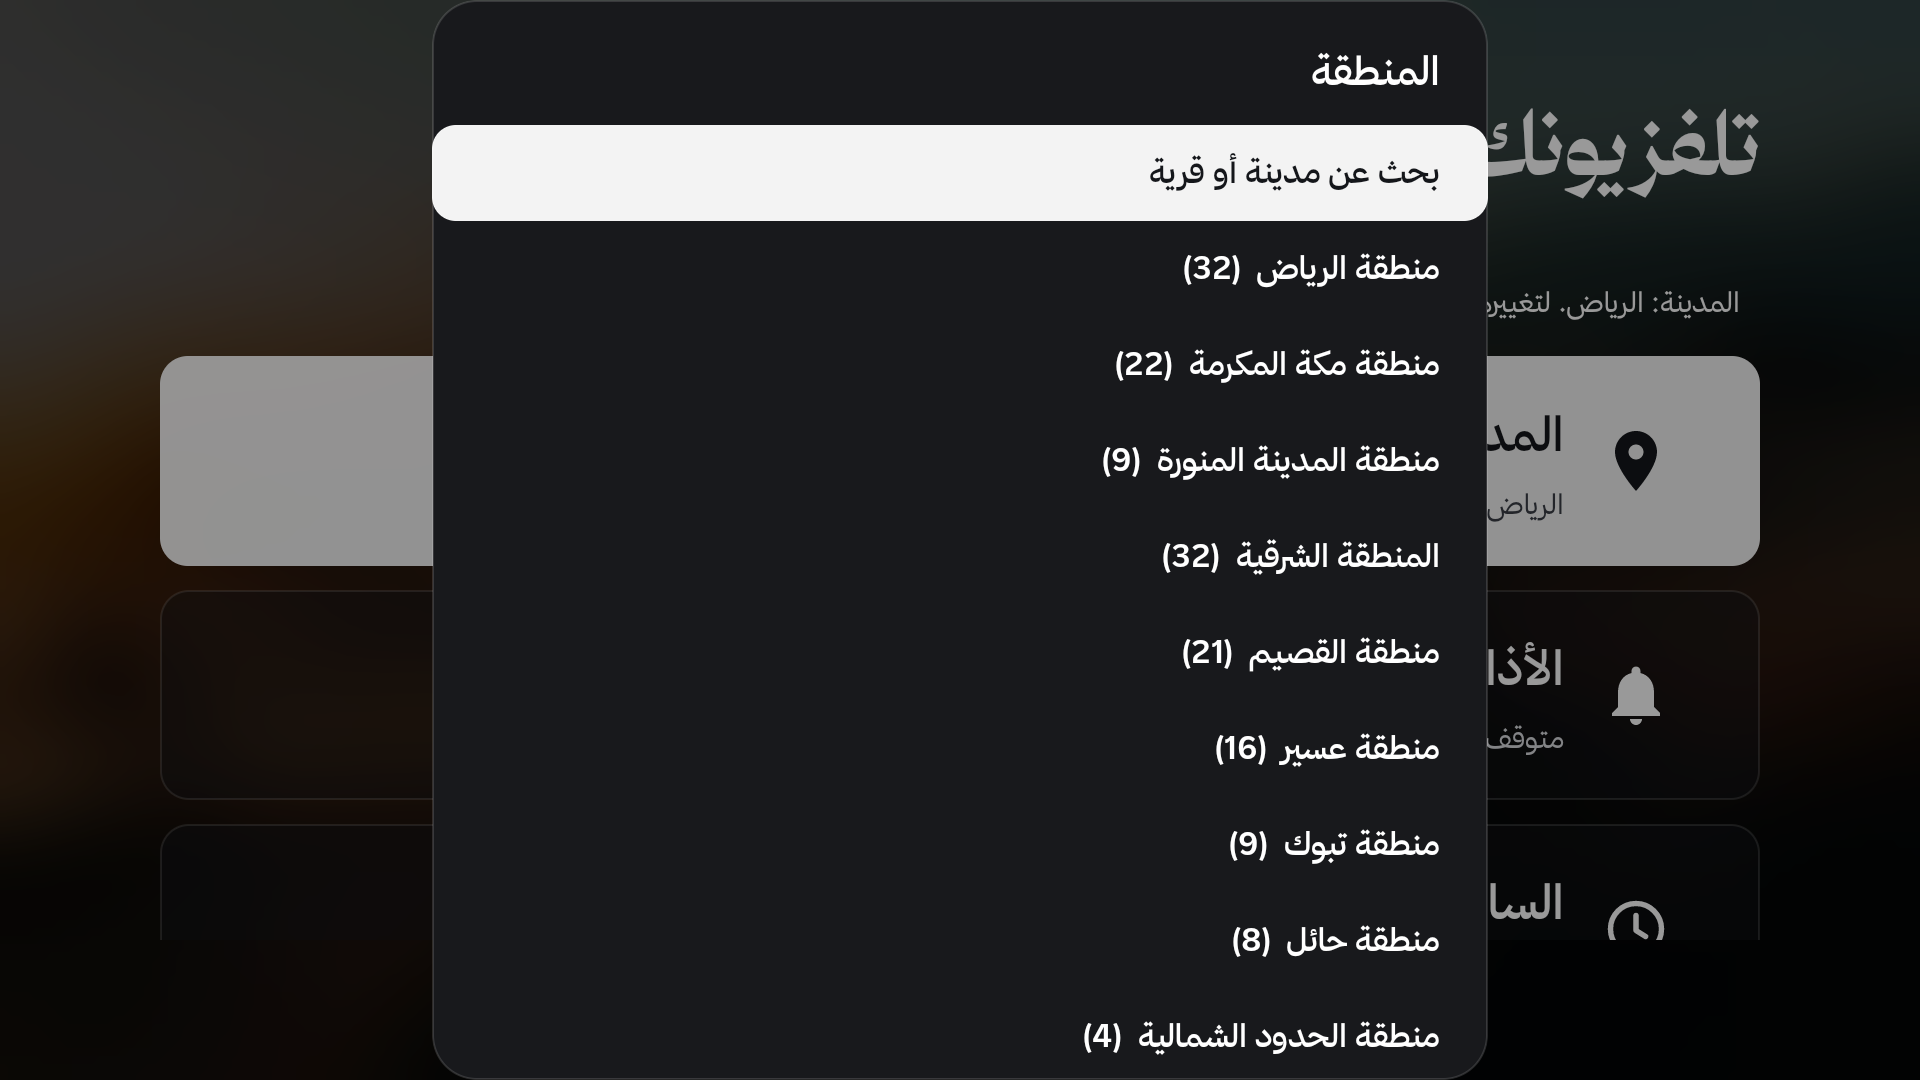 المنطقة
بحث عن مدينة أو قرية
منطقة الرياض (32)
منطقة مكة المكرمة (22)
منطقة المدينة المنورة (9)
المنطقة الشرقية (32)
منطقة القصيم (21)
منطقة عسير (16)
منطقة تبوك (9)
منطقة حائل (8)
منطقة الحدود الشمالية (4)
تلفزيونك
المدينة: الرياض. لتغيير
الرياض
متوقف